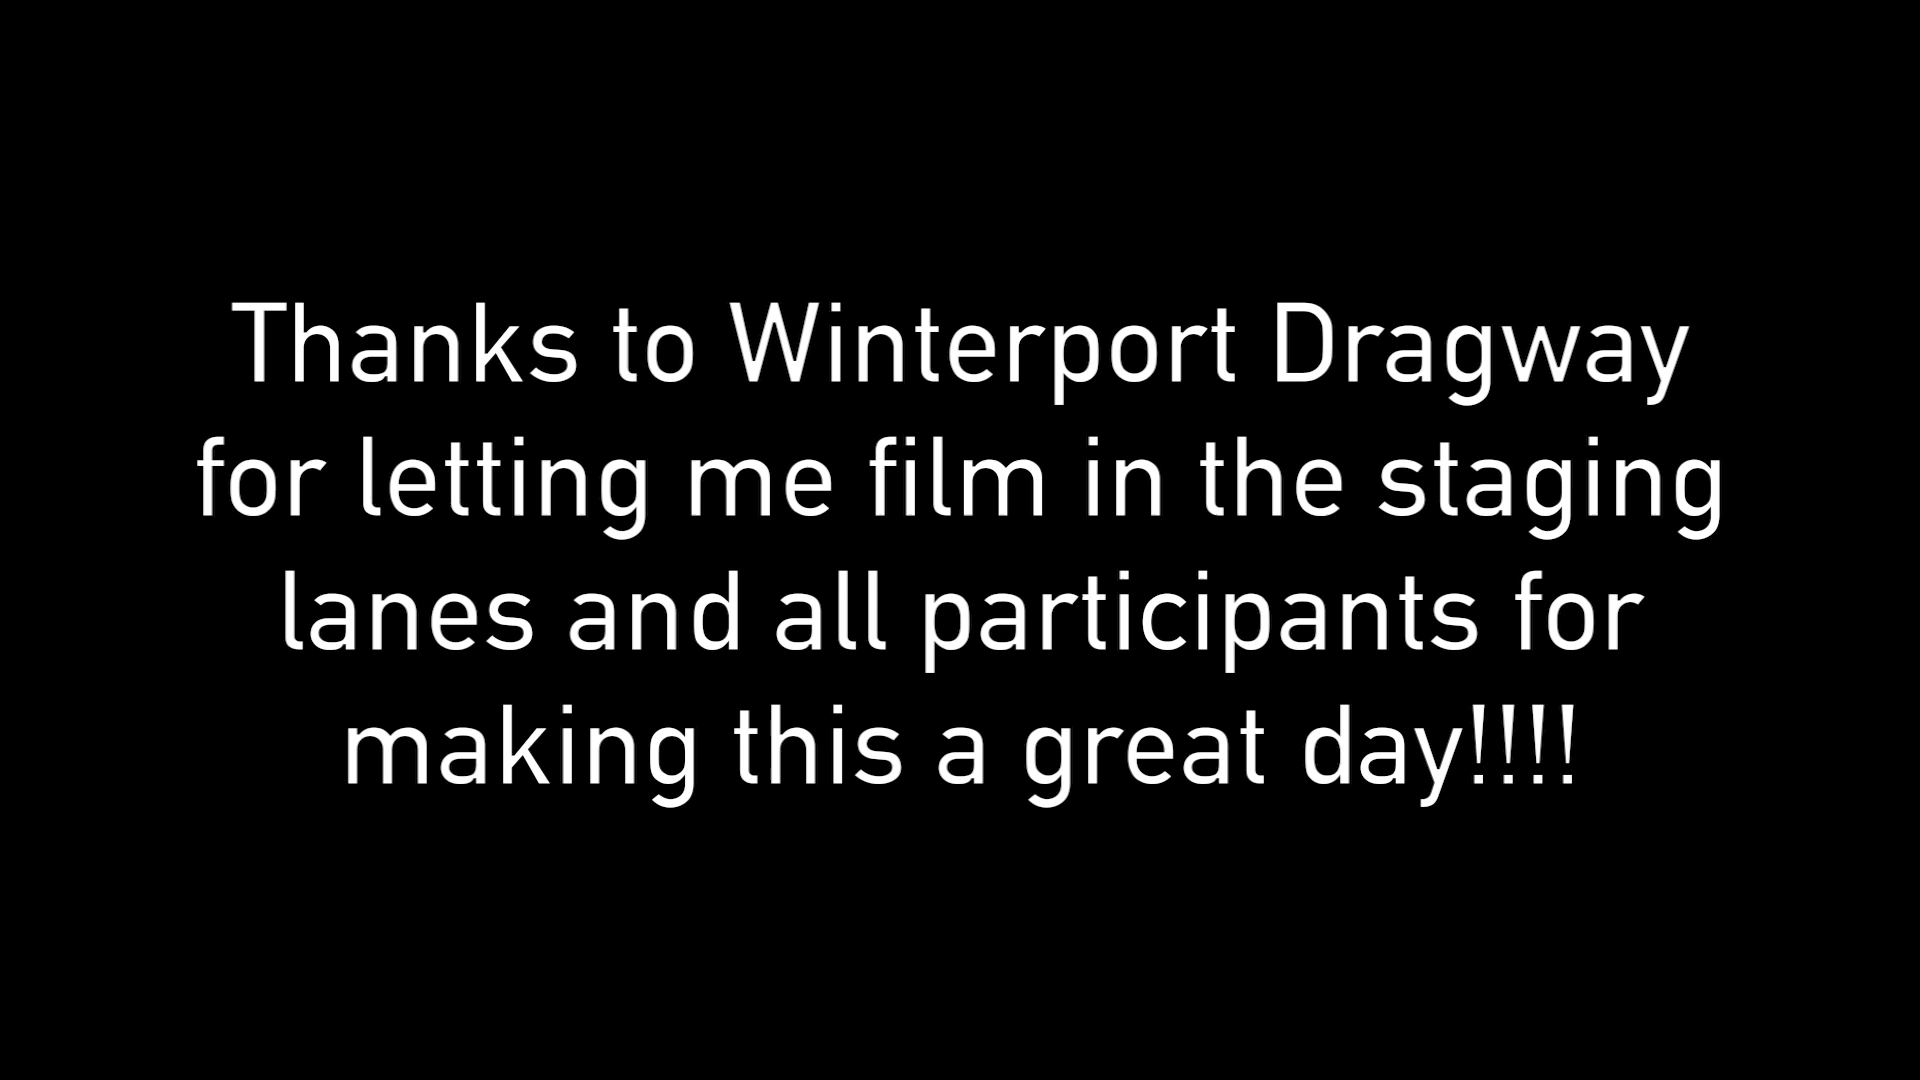 Thanks to Winterport Dragway
for letting me film in the staging
lanes and all participants for
making this a great day!!!!